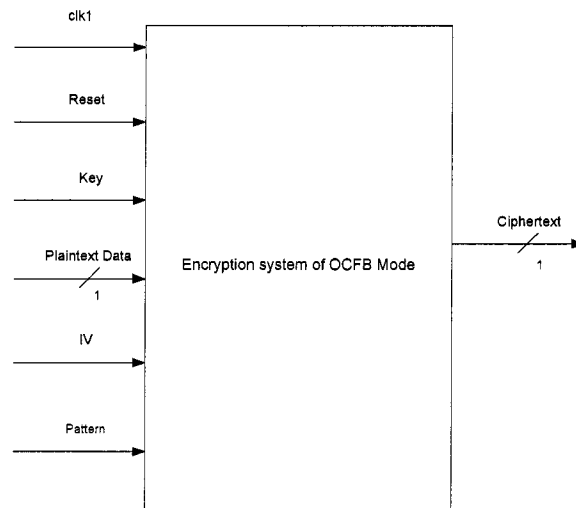 clk1
Reset
Key
Plaintext Data
1
IV
Pattern
Encryption system of OCFB Mode
Ciphertext
1